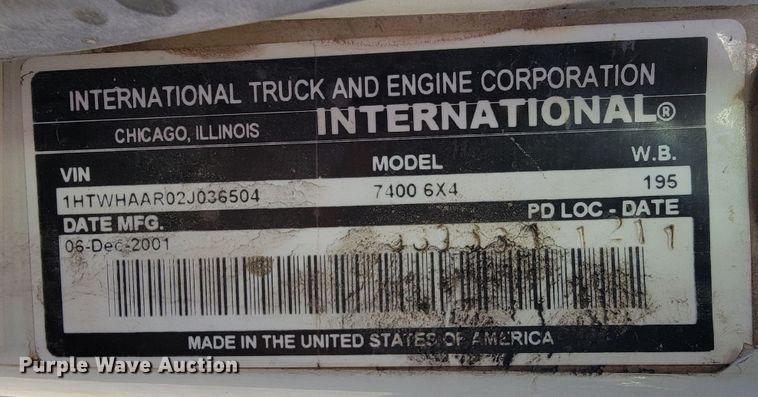 INTERNATIONAL TRUCK AND ENGINE CORPORATION
CHICAGO, ILLINOIS INTERNATIONAL®
VIN MODEL W.B.
1HTWHAAR02J036504 7400 6X4 195
DATE MFG. PD LOC - DATE
06-Dec-2001 1211
MADE IN THE UNITED STATES OF AMERICA
Purple Wave Auction